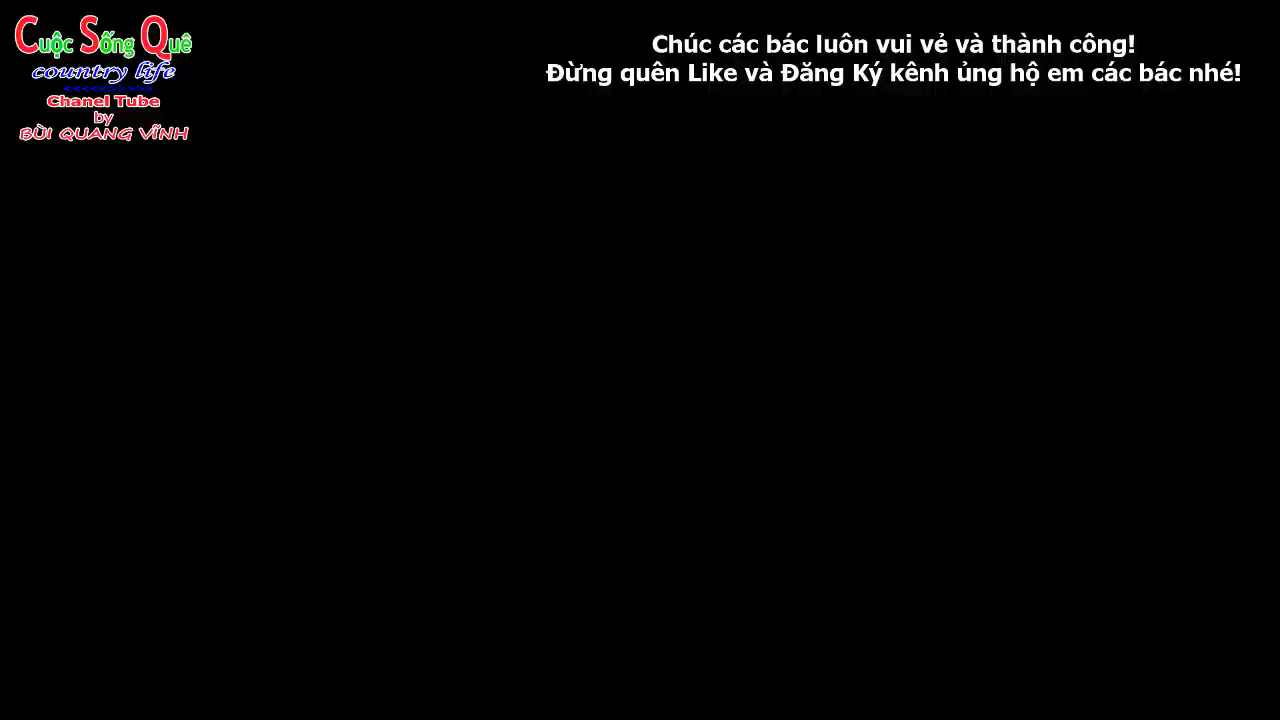 Cuộc Sống Quê
country life
<<<<<<>>>>>>
Chanel Tube
by
BÙI QUANG VĨNH
Chúc các bác luôn vui vẻ và thành công!
Đừng quên Like và Đăng Ký kênh ủng hộ em các bác nhé!